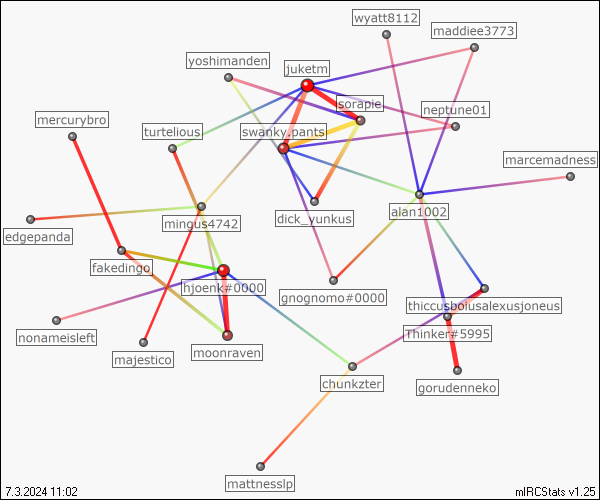 wyatt8112
maddiee3773
yoshimanden
juketm
sorapie
neptune01
mercurybro
turtelious
swanky.pants
marcemadness
dick_yunkus
alan1002
mingus4742
edgepanda
fakedingo
hjoenk#0000
gnognomo#0000
thiccusboiusalexusjoneus
Thinker#5995
nonameisleft
majestico
moonraven
chunkzter
gorudenneko
mattnesslp
7.3.2024 11:02
mIRCStats v1.25